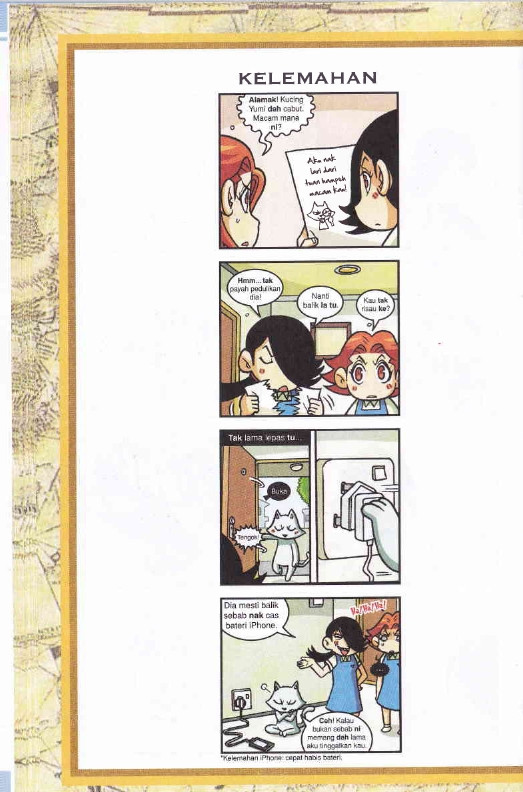 KELEMAHAN
Alamak! Kucing
Yumi dah cabut.
Macam mana
ni?
Aku nak
lari dari
tuan hampeh
macam kau!
Hmm...tak
payah pedulikan
dia!
Nanti
balik la tu.
Kau tak
risau ke?
Tak lama lepas tu...
Buka
Tengok!
Dia mesti balik
sebab nak cas
bateri iPhone.
Ha! Ha! Ha!
...
Ceh! Kalau
bukan sebab ni
memang dah lama
aku tinggalkan kau.
*Kelemahan iPhone: cepat habis bateri.